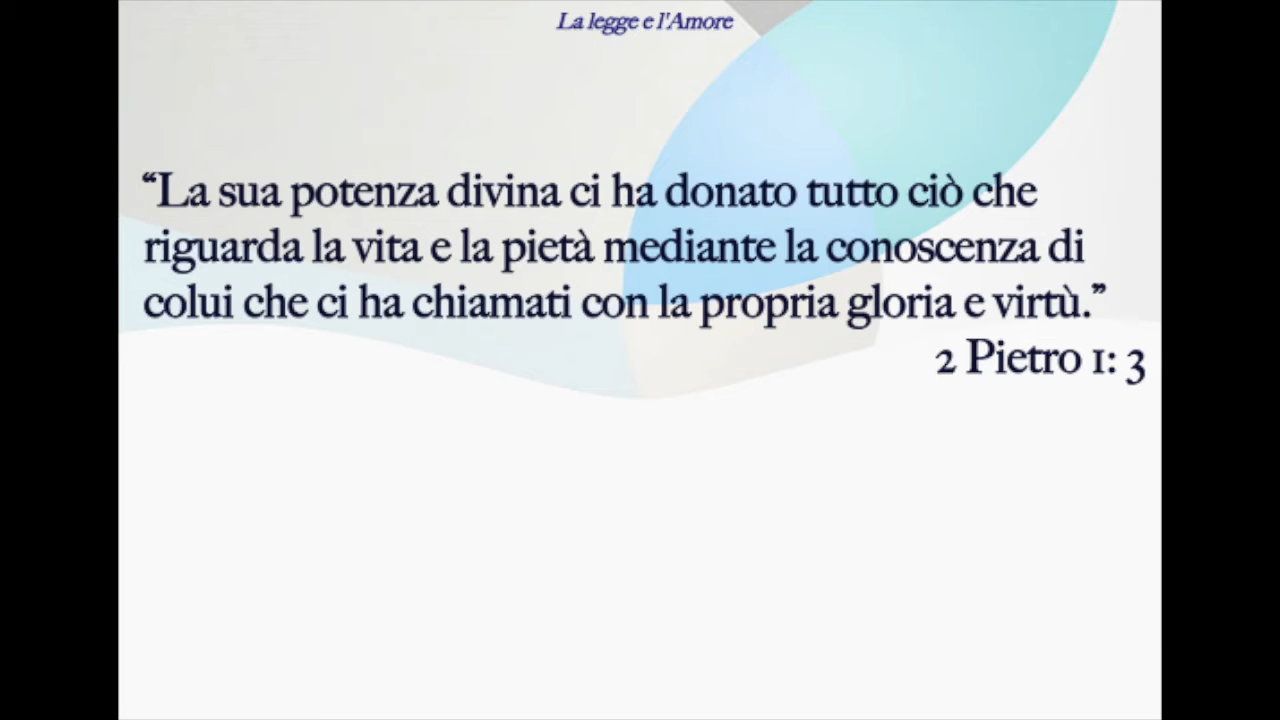 La legge e l'Amore
“La sua potenza divina ci ha donato tutto ciò che
riguarda la vita e la pietà mediante la conoscenza di
colui che ci ha chiamati con la propria gloria e virtù.”
2 Pietro 1: 3